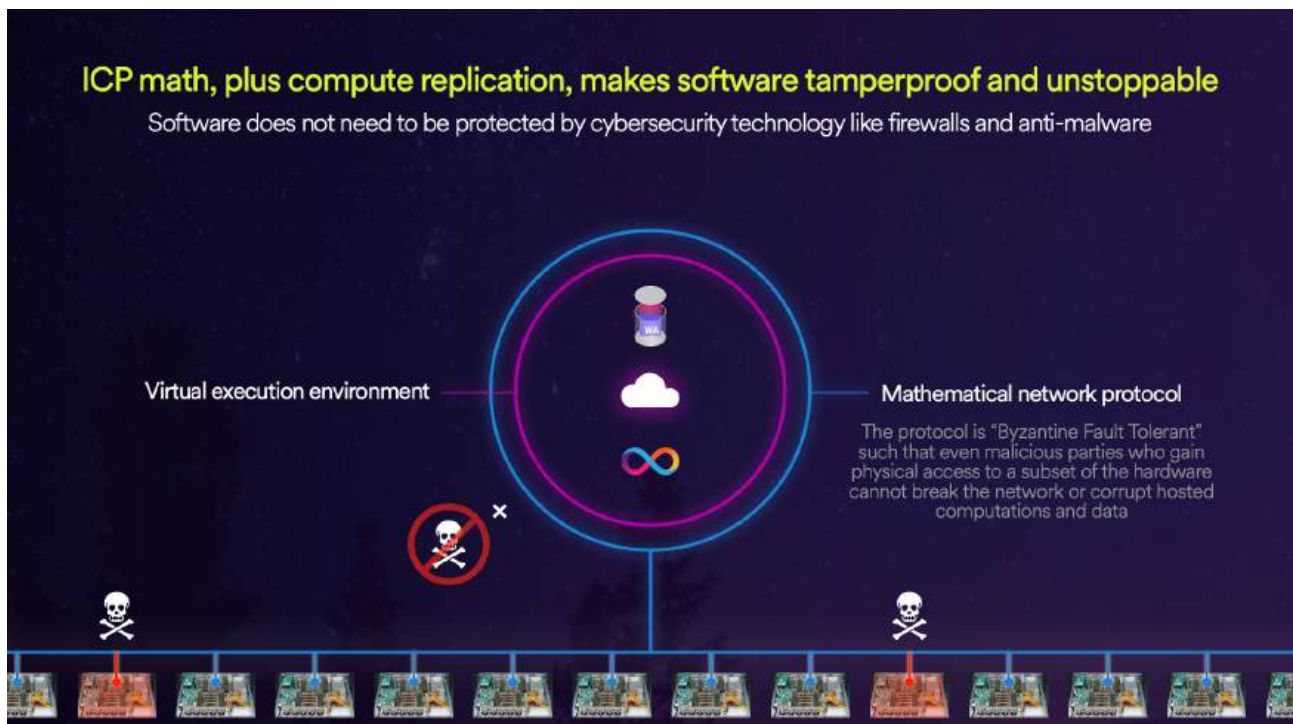 ICP math, plus compute replication, makes software tamperproof and unstoppable
Software does not need to be protected by cybersecurity technology like firewalls and anti-malware
WA
Virtual execution environment
Mathematical network protocol
The protocol is “Byzantine Fault Tolerant”
such that even malicious parties who gain
physical access to a subset of the hardware
cannot break the network or corrupt hosted
computations and data